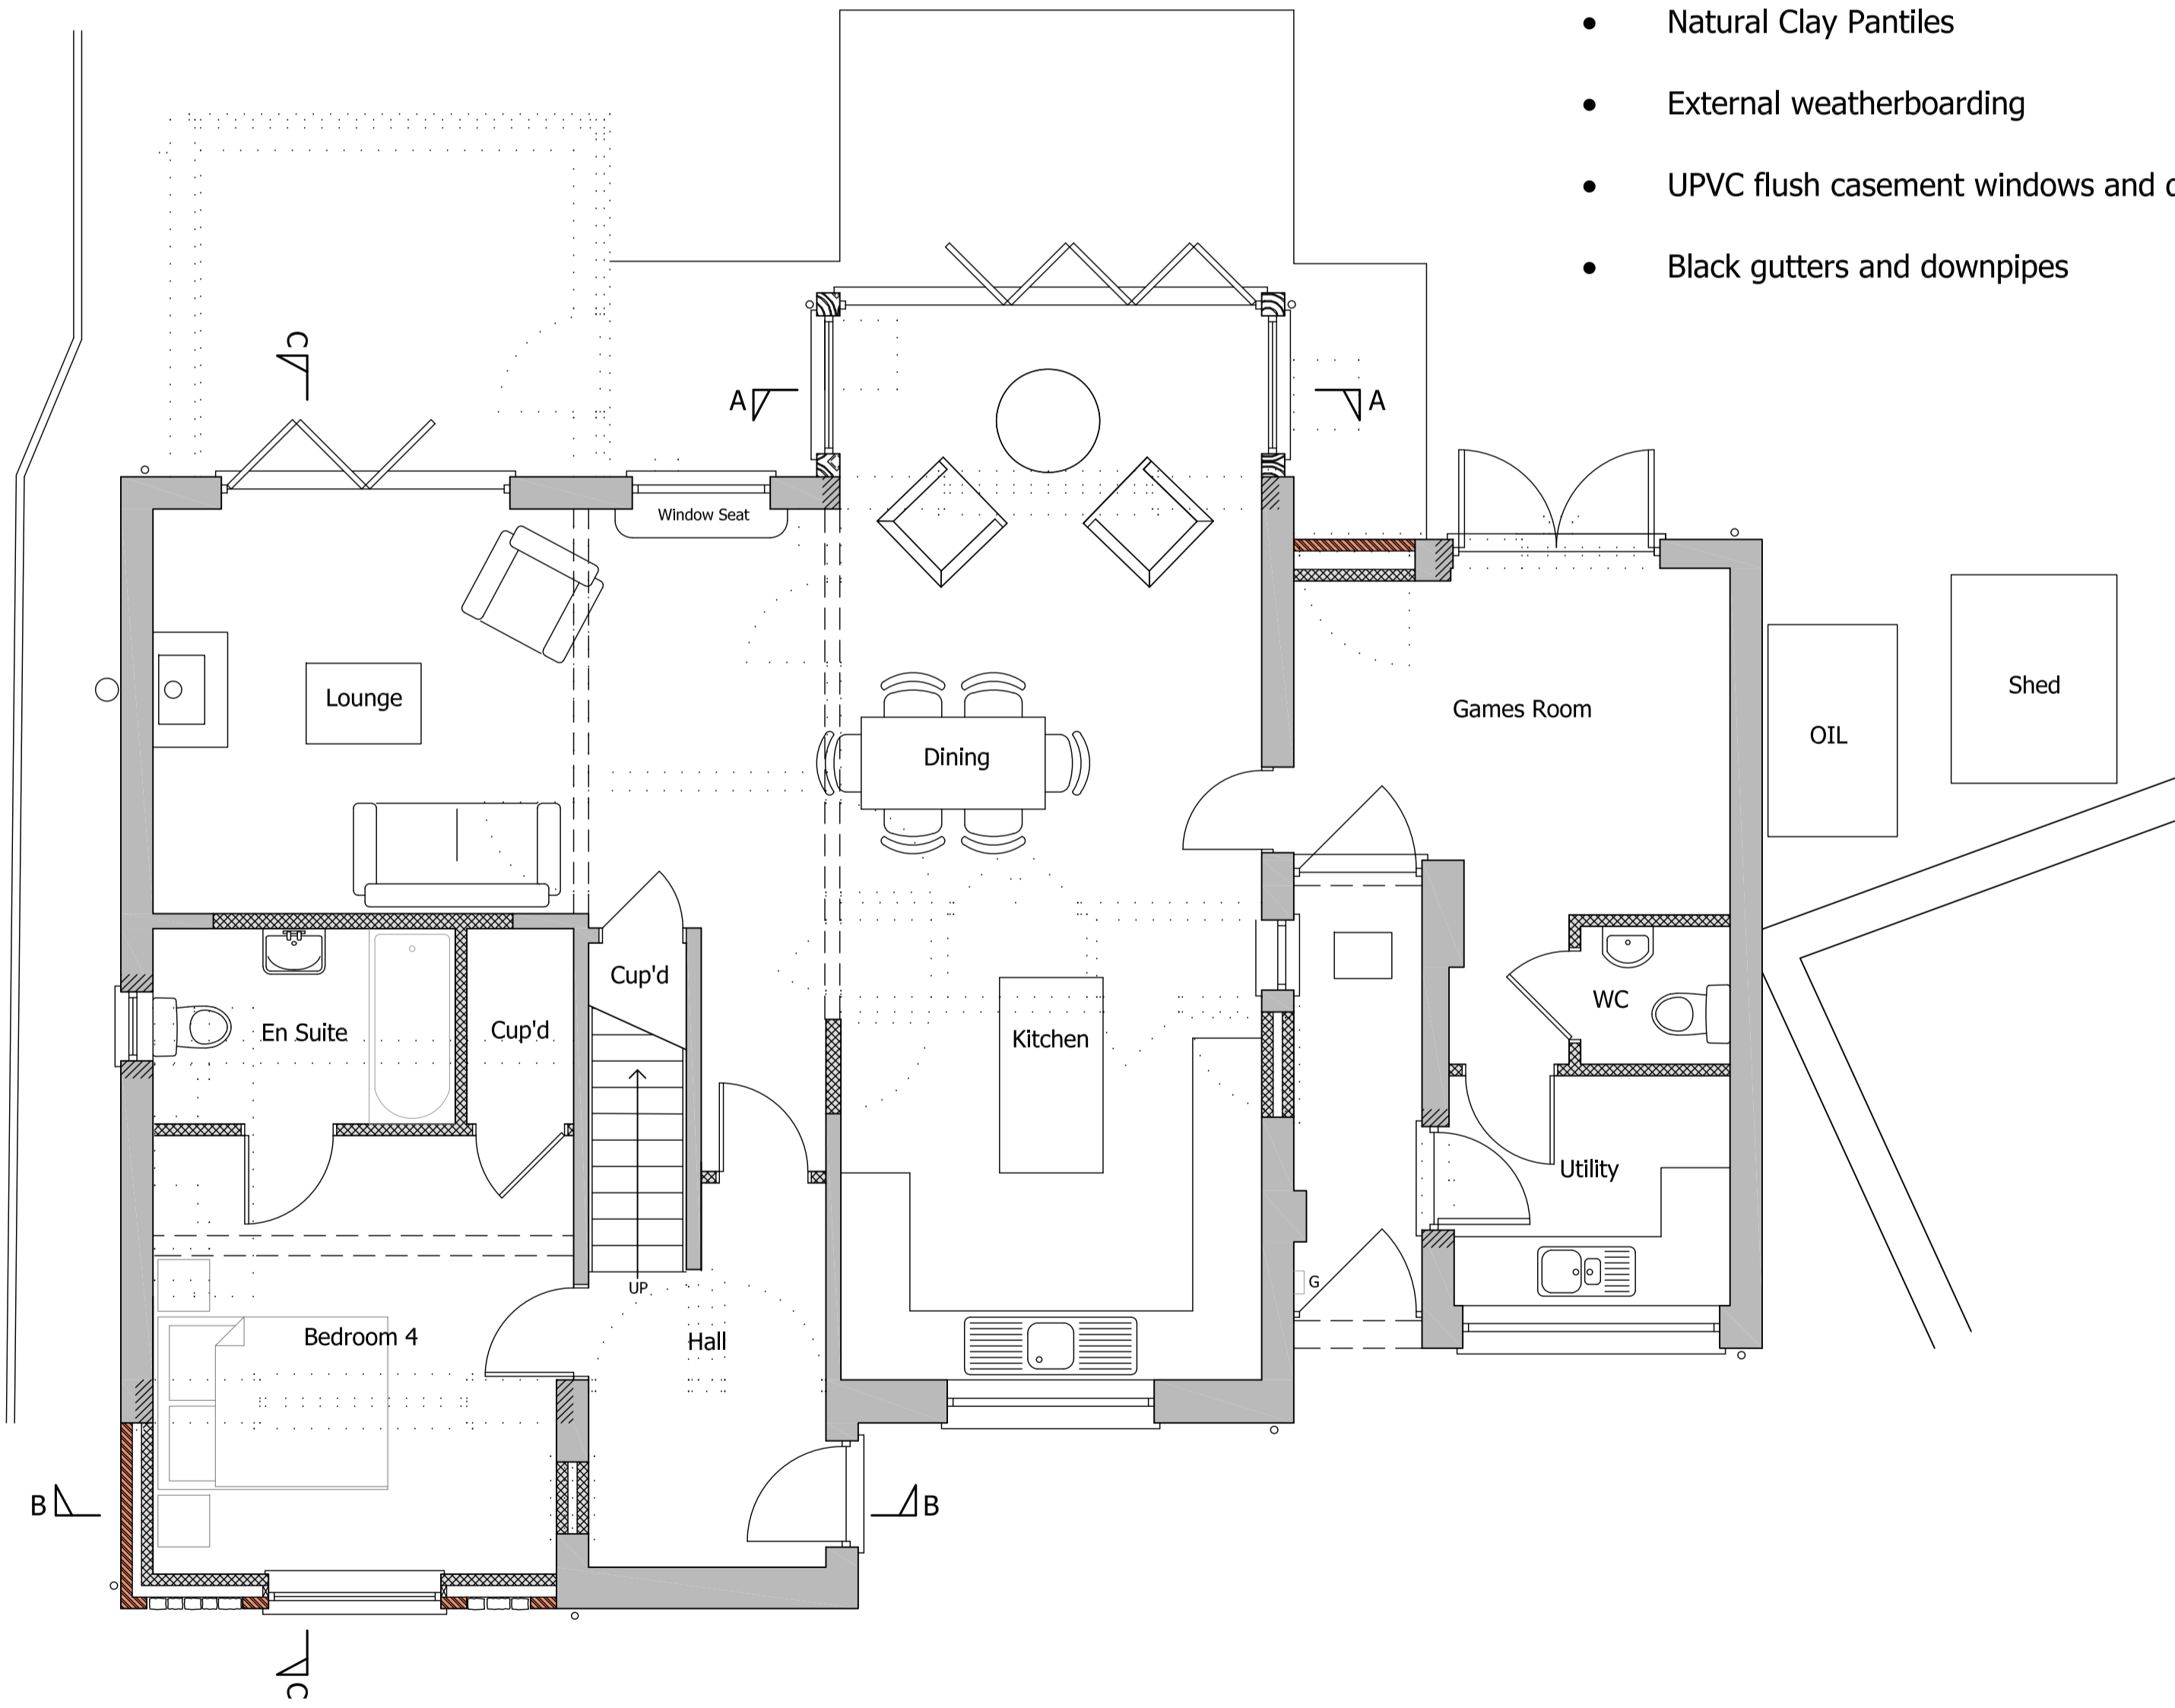 • Natural Clay Pantiles
• External weatherboarding
• UPVC flush casement windows and
• Black gutters and downpipes
C
A
A
Window Seat
Lounge
Games Room
Shed
OIL
Dining
Cup'd
WC
En Suite
Cup'd
Kitchen
Utility
UP
G
Bedroom 4
Hall
B
B
C